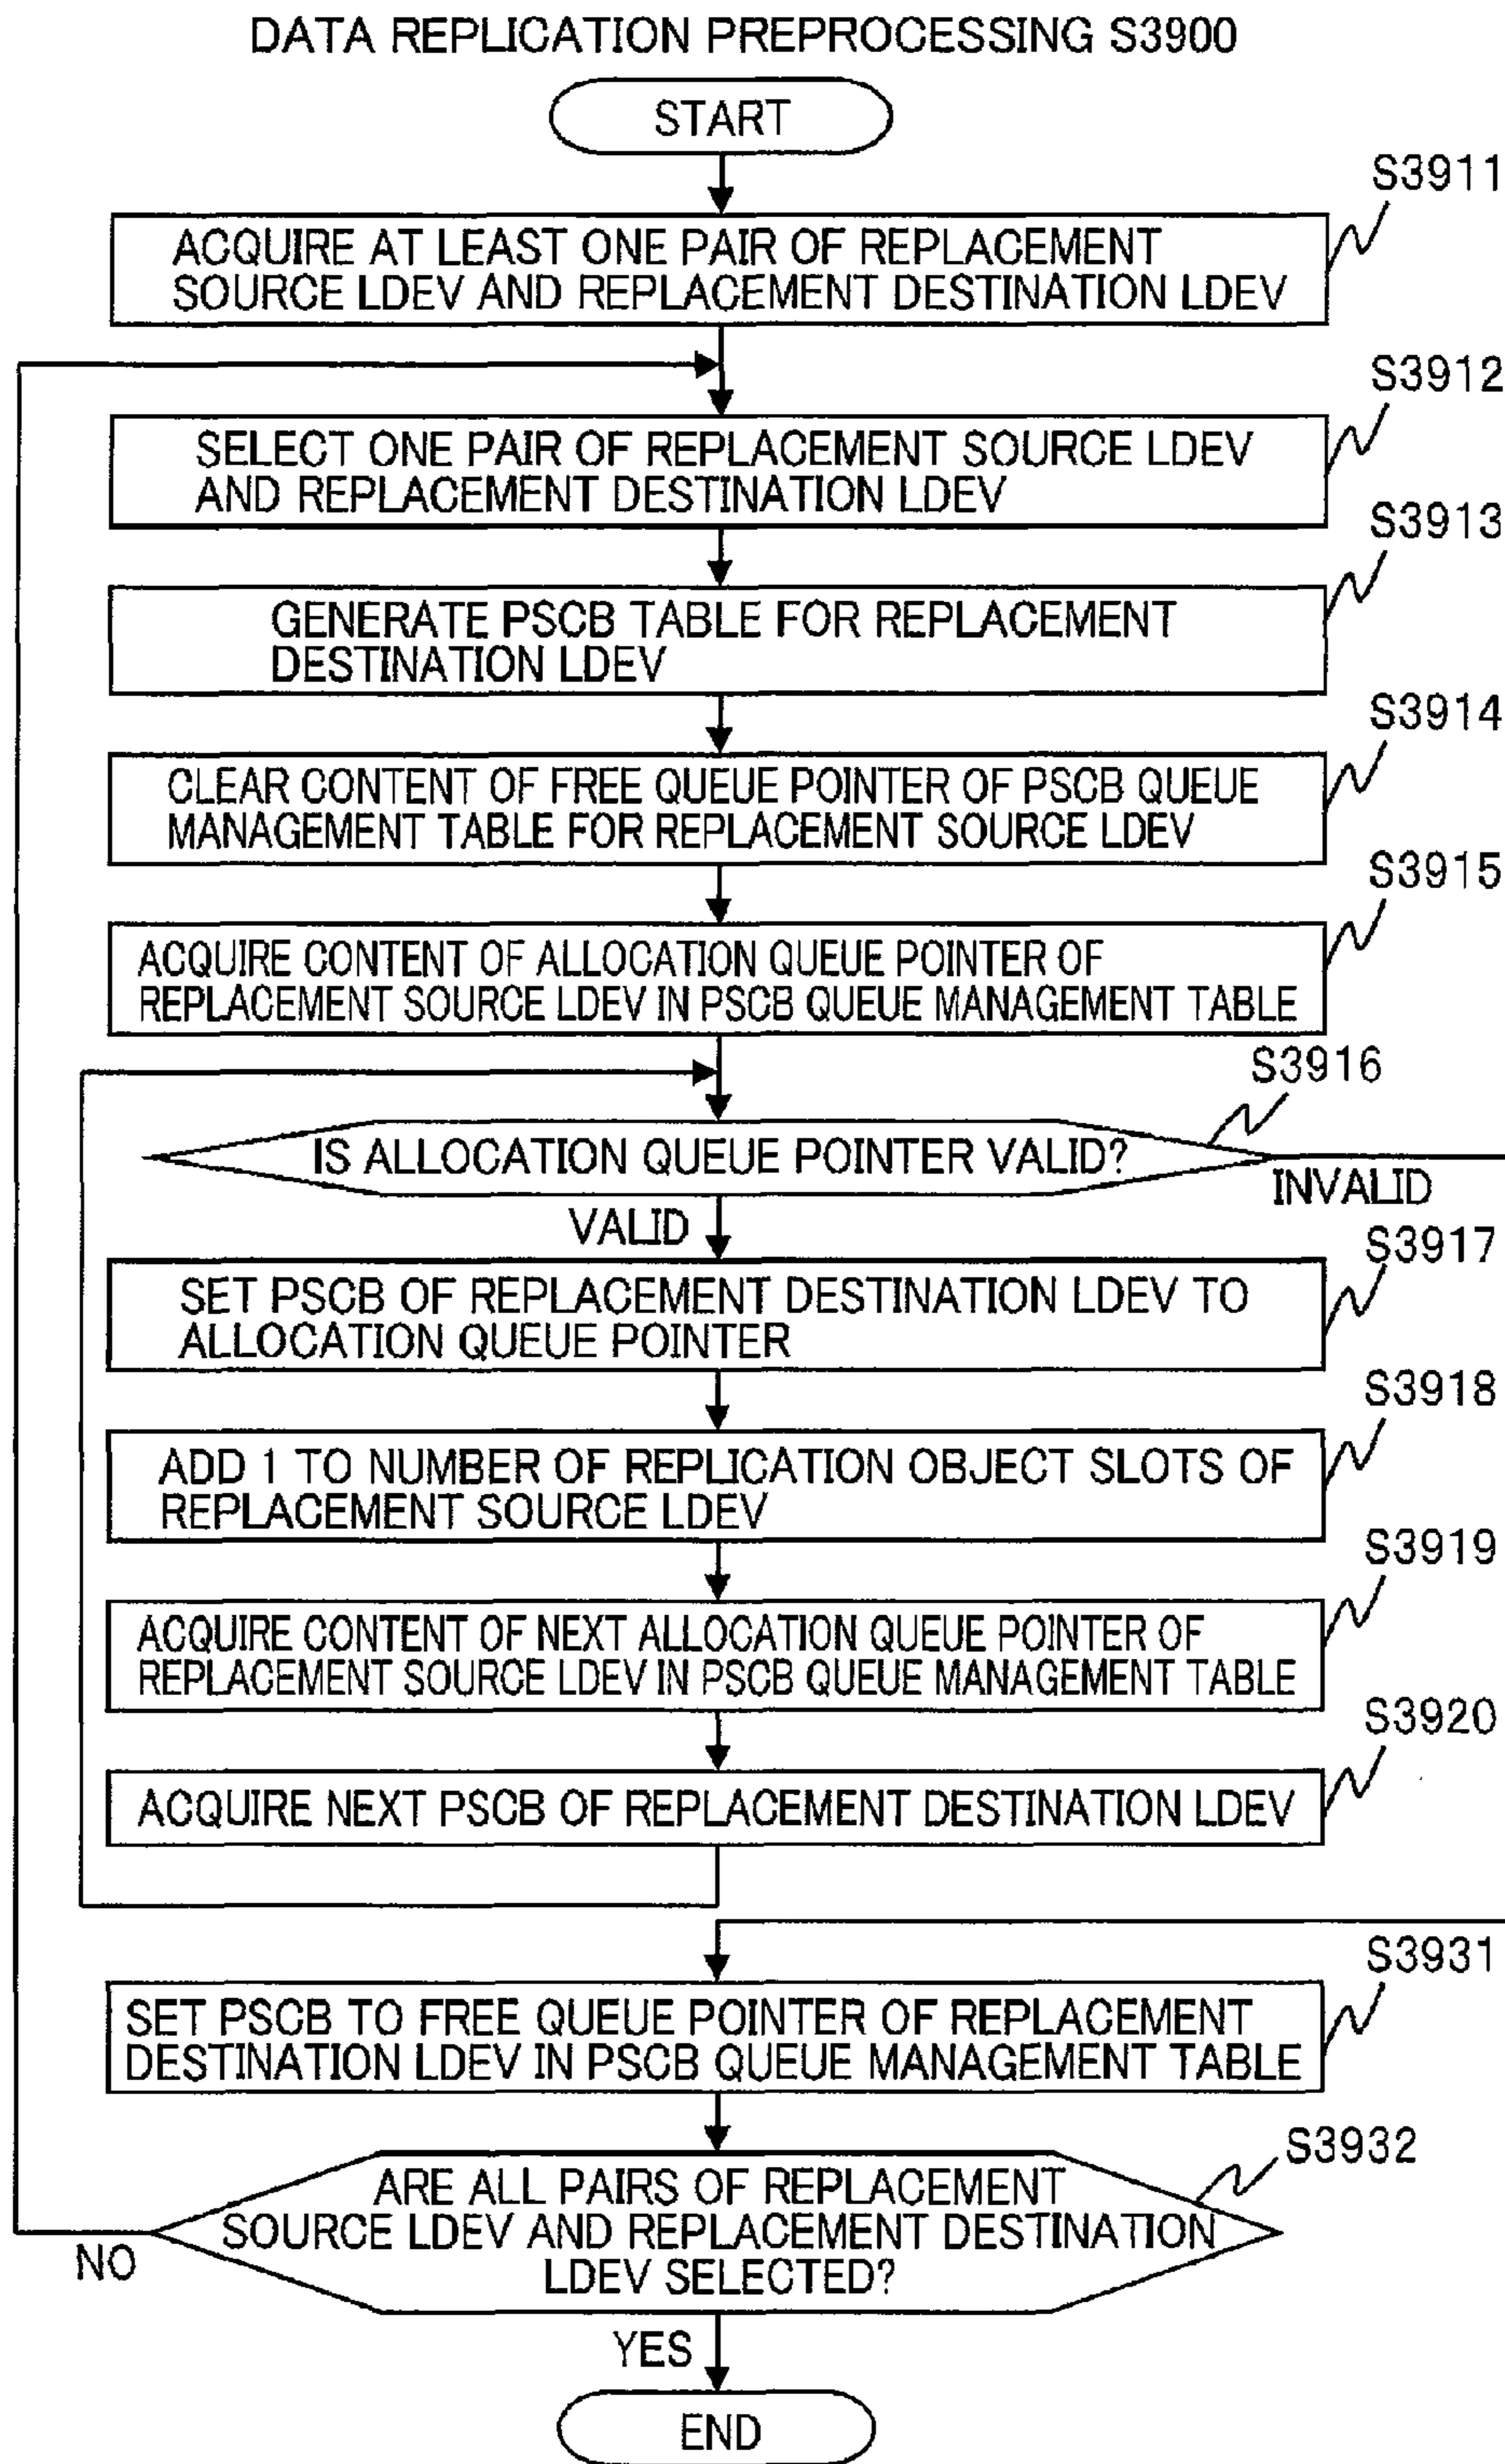 DATA REPLICATION PREPROCESSING S3900
START
S3911
ACQUIRE AT LEAST ONE PAIR OF REPLACEMENT
SOURCE LDEV AND REPLACEMENT DESTINATION LDEV
S3912
SELECT ONE PAIR OF REPLACEMENT SOURCE LDEV
AND REPLACEMENT DESTINATION LDEV
S3913
GENERATE PSCB TABLE FOR REPLACEMENT
DESTINATION LDEV
S3914
CLEAR CONTENT OF FREE QUEUE POINTER OF PSCB QUEUE
MANAGEMENT TABLE FOR REPLACEMENT SOURCE LDEV
S3915
ACQUIRE CONTENT OF ALLOCATION QUEUE POINTER OF
REPLACEMENT SOURCE LDEV IN PSCB QUEUE MANAGEMENT TABLE
S3916
IS ALLOCATION QUEUE POINTER VALID?
INVALID
VALID
S3917
SET PSCB OF REPLACEMENT DESTINATION LDEV TO
ALLOCATION QUEUE POINTER
S3918
ADD 1 TO NUMBER OF REPLICATION OBJECT SLOTS OF
REPLACEMENT SOURCE LDEV
S3919
ACQUIRE CONTENT OF NEXT ALLOCATION QUEUE POINTER OF
REPLACEMENT SOURCE LDEV IN PSCB QUEUE MANAGEMENT TABLE
S3920
ACQUIRE NEXT PSCB OF REPLACEMENT DESTINATION LDEV
S3931
SET PSCB TO FREE QUEUE POINTER OF REPLACEMENT
DESTINATION LDEV IN PSCB QUEUE MANAGEMENT TABLE
S3932
ARE ALL PAIRS OF REPLACEMENT
SOURCE LDEV AND REPLACEMENT DESTINATION
LDEV SELECTED?
NO
YES
END